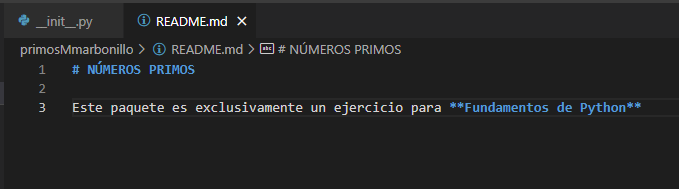 __init__.py README.md
primosMmarbonillo > README.md > # NÚMEROS PRIMOS
1 # NÚMEROS PRIMOS
2
3 Este paquete es exclusivamente un ejercicio para **Fundamentos de Python**